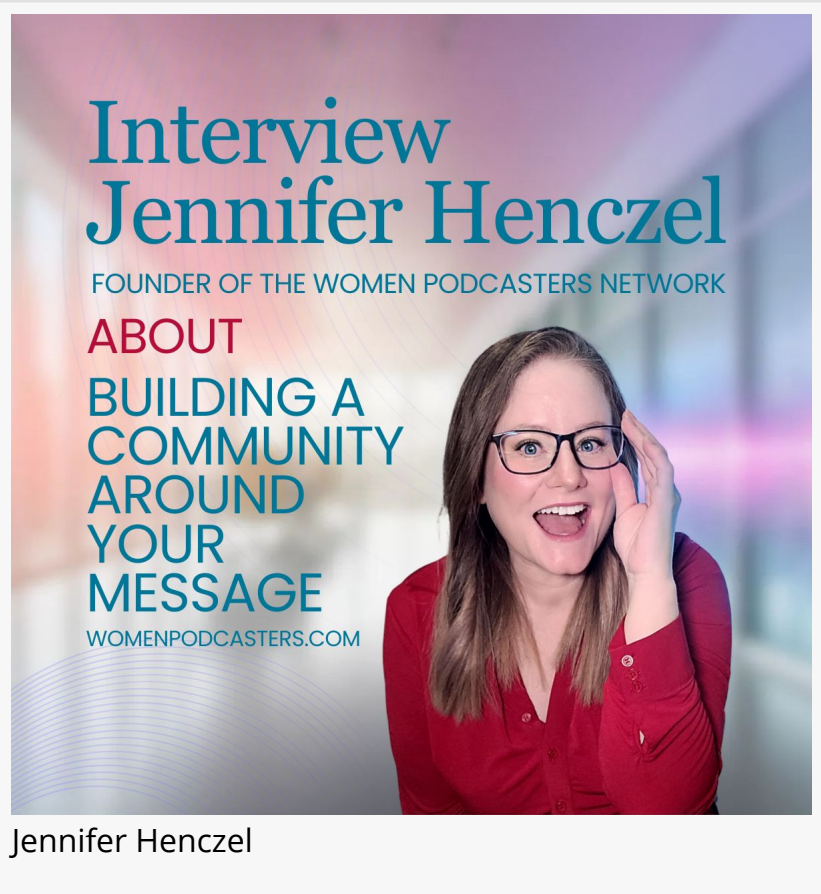 Interview
Jennifer Henczel
FOUNDER OF THE WOMEN PODCASTERS NETWORK
ABOUT
BUILDING A
COMMUNITY
AROUND
YOUR
MESSAGE
WOMENPODCASTERS.COM
Jennifer Henczel